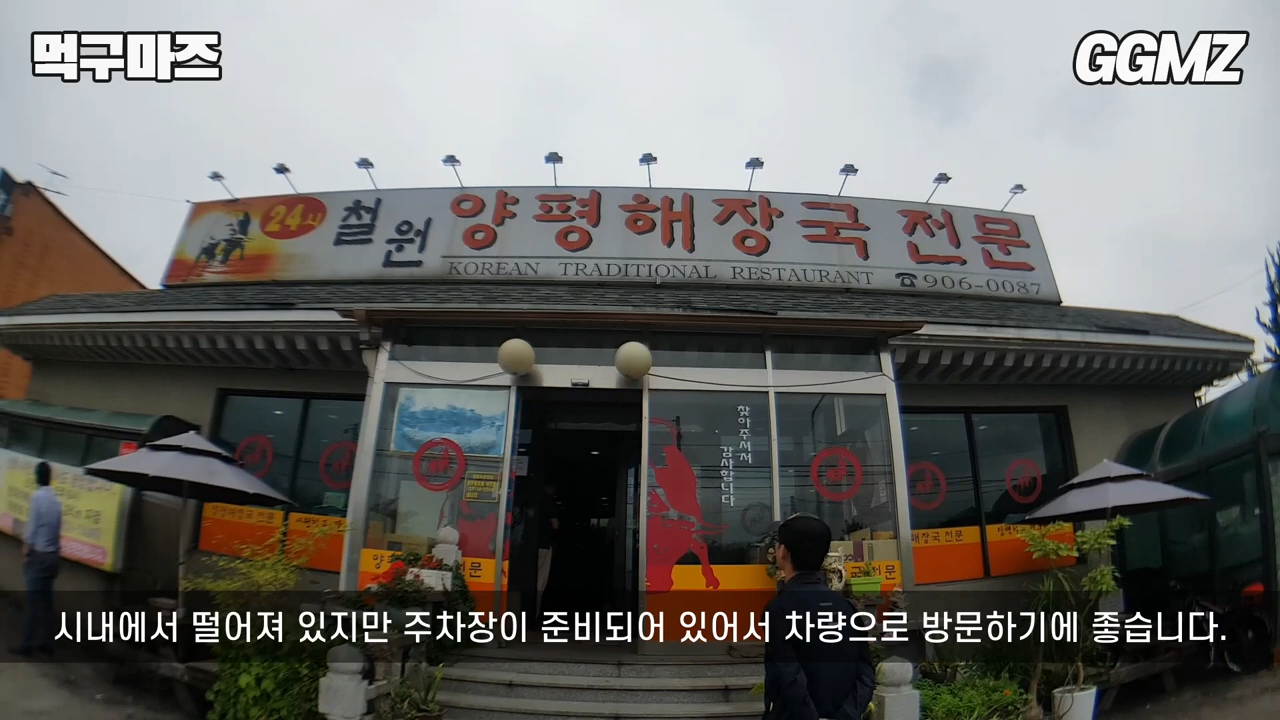 먹구마즈
GGMZ
24시
철원 양평해장국 전문
KOREAN TRADITIONAL RESTAURANT ☎906-0087
찾아주셔서
감사합니다
해장국 전문
시내에서 떨어져 있지만 주차장이 준비되어 있어서 차량으로 방문하기에 좋습니다.